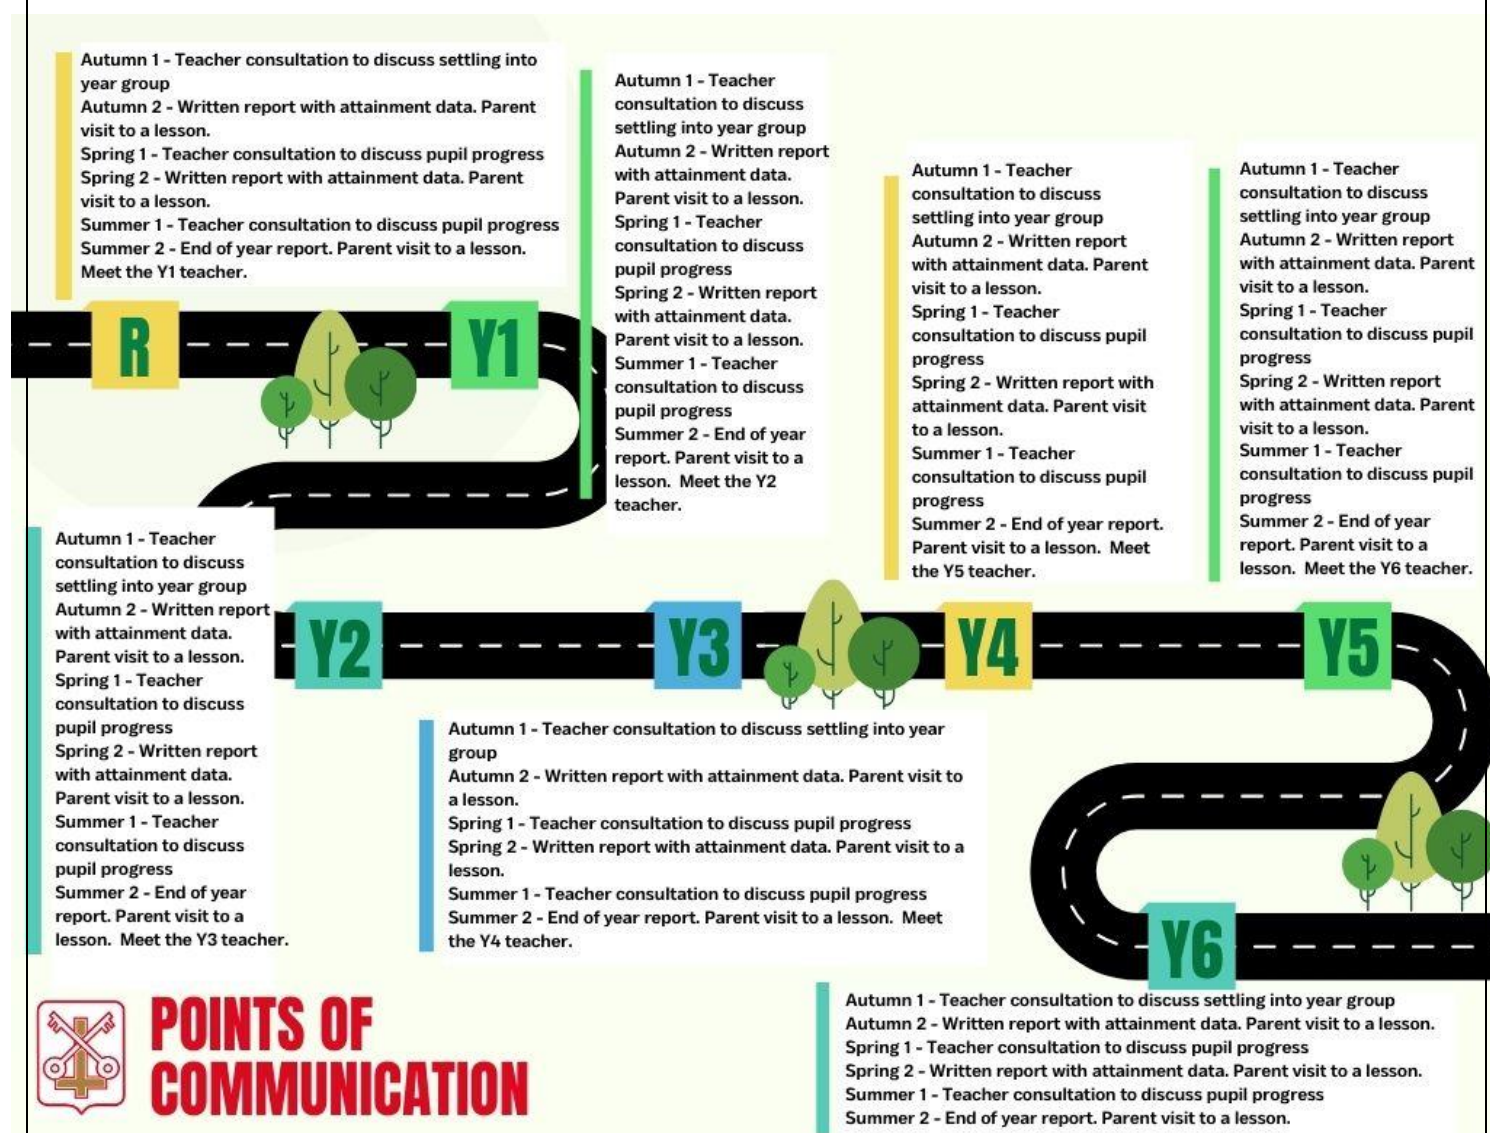 Autumn 1 - Teacher consultation to discuss settling into
year group
Autumn 2 - Written report with attainment data. Parent
visit to a lesson.
Spring 1 - Teacher consultation to discuss pupil progress
Spring 2 - Written report with attainment data. Parent
visit to a lesson.
Summer 1 - Teacher consultation to discuss pupil progress
Summer 2 - End of year report. Parent visit to a lesson.
Meet the Y1 teacher.
R
Y1
Autumn 1 - Teacher
consultation to discuss
settling into year group
Autumn 2 - Written report
with attainment data.
Parent visit to a lesson.
Spring 1 - Teacher
consultation to discuss
pupil progress
Spring 2 - Written report
with attainment data.
Parent visit to a lesson.
Summer 1 - Teacher
consultation to discuss
pupil progress
Summer 2 - End of year
report. Parent visit to a
lesson. Meet the Y2
teacher.
Autumn 1 - Teacher
consultation to discuss
settling into year group
Autumn 2 - Written report
with attainment data.
Parent visit to a lesson.
Spring 1 - Teacher
consultation to discuss
pupil progress
Spring 2 - Written report
with attainment data.
Parent visit to a lesson.
Summer 1 - Teacher
consultation to discuss
pupil progress
Summer 2 - End of year
report. Parent visit to a
lesson. Meet the Y3 teacher.
Y2
Y3
Autumn 1 - Teacher consultation to discuss settling into year
group
Autumn 2 - Written report with attainment data. Parent visit to
a lesson.
Spring 1 - Teacher consultation to discuss pupil progress
Spring 2 - Written report with attainment data. Parent visit to a
lesson.
Summer 1 - Teacher consultation to discuss pupil progress
Summer 2 - End of year report. Parent visit to a lesson. Meet
the Y4 teacher.
Autumn 1 - Teacher
consultation to discuss
settling into year group
Autumn 2 - Written report
with attainment data. Parent
visit to a lesson.
Spring 1 - Teacher
consultation to discuss pupil
progress
Spring 2 - Written report with
attainment data. Parent visit
to a lesson.
Summer 1 - Teacher
consultation to discuss pupil
progress
Summer 2 - End of year report.
Parent visit to a lesson. Meet
the Y5 teacher.
Y4
Autumn 1 - Teacher
consultation to discuss
settling into year group
Autumn 2 - Written report
with attainment data. Parent
visit to a lesson.
Spring 1 - Teacher
consultation to discuss pupil
progress
Spring 2 - Written report
with attainment data. Parent
visit to a lesson.
Summer 1 - Teacher
consultation to discuss pupil
progress
Summer 2 - End of year
report. Parent visit to a
lesson. Meet the Y6 teacher.
Y5
Y6
Autumn 1 - Teacher consultation to discuss settling into year group
Autumn 2 - Written report with attainment data. Parent visit to a lesson.
Spring 1 - Teacher consultation to discuss pupil progress
Spring 2 - Written report with attainment data. Parent visit to a lesson.
Summer 1 - Teacher consultation to discuss pupil progress
Summer 2 - End of year report. Parent visit to a lesson.
POINTS OF
COMMUNICATION